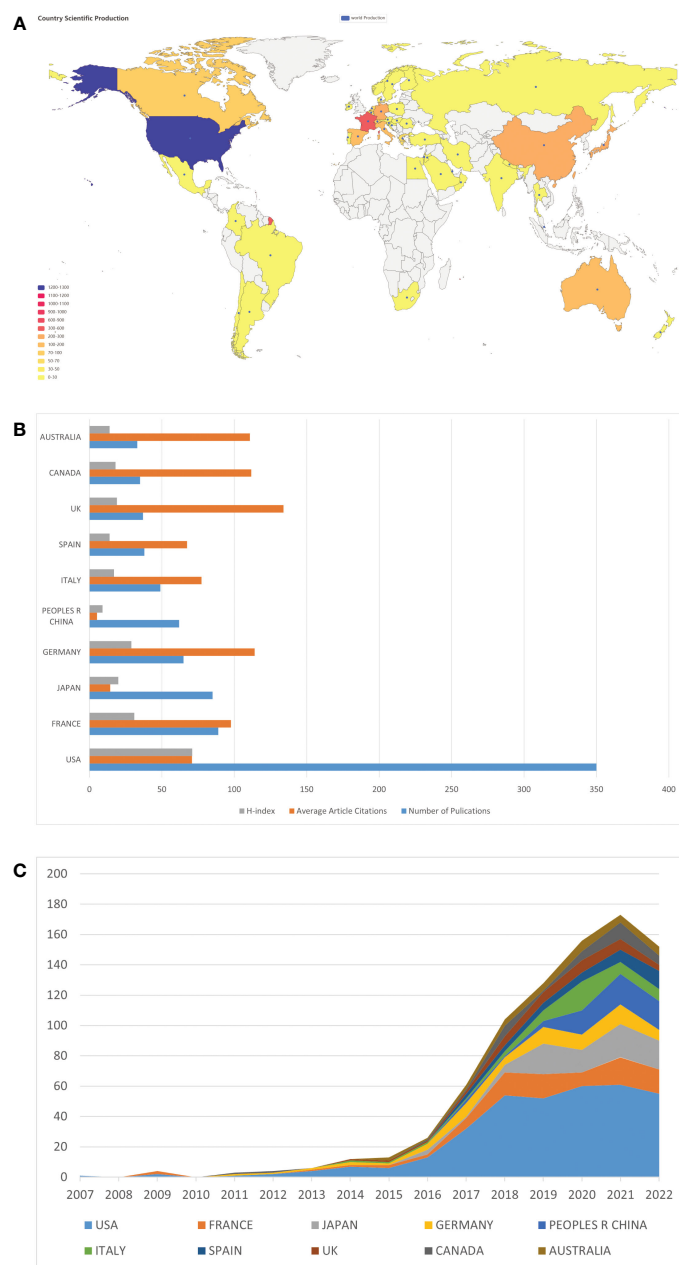 A
Country Scientific Production
world Production
1200-1300
1100-1200
1000-1100
900-1000
600-900
300-600
200-300
100-200
70-100
50-70
30-50
0-30
B
AUSTRALIA
CANADA
UK
SPAIN
ITALY
PEOPLES R
CHINA
GERMANY
JAPAN
FRANCE
USA
0 50 100 150 200 250 300 350 400
H-index Average Article Citations Number of Pulications
C
200
180
160
140
120
100
80
60
40
20
0
2007 2008 2009 2010 2011 2012 2013 2014 2015 2016 2017 2018 2019 2020 2021 2022
USA FRANCE JAPAN GERMANY PEOPLES R CHINA
ITALY SPAIN UK CANADA AUSTRALIA